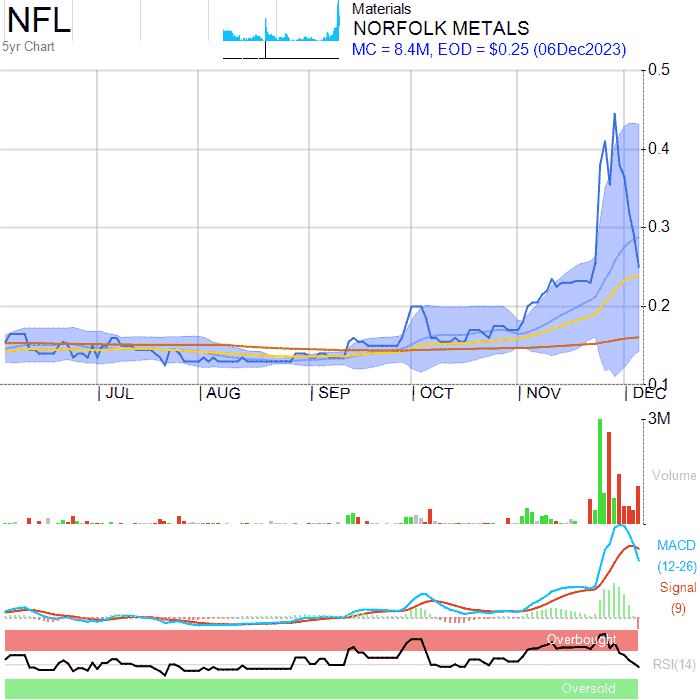 NFL
5yr Chart
Materials
NORFOLK METALS
MC = 8.4M, EOD = $0.25 (06Dec2023)
0.5
0.4
0.3
0.2
0.1
| JUL | AUG | SEP | OCT | NOV | DEC
3M
Volume
MACD
(12-26)
Signal
(9)
Overbought
RSI(14)
Oversold